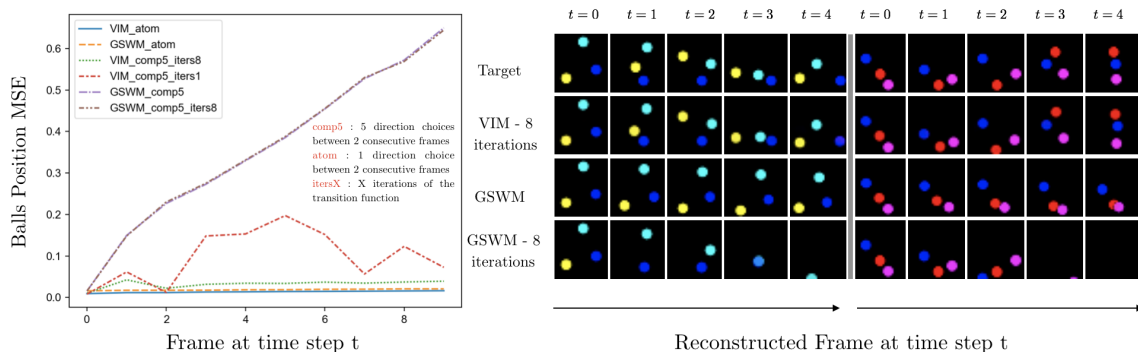 Balls Position MSE
0.6
0.5
0.4
0.3
0.2
0.1
0.0
VIM_atom
GSWM_atom
VIM_comp5_iters8
VIM_comp5_iters1
GSWM_comp5
GSWM_comp5_iters8
comp5 : 5 direction choices
between 2 consecutive frames
atom : 1 direction choice
between 2 consecutive frames
itersX : X iterations of the
transition function
0 2 4 6 8
Frame at time step t
t = 0 t = 1 t = 2 t = 3 t = 4 t = 0 t = 1 t = 2 t = 3 t = 4
Target
VIM - 8
iterations
GSWM
GSWM - 8
iterations
Reconstructed Frame at time step t